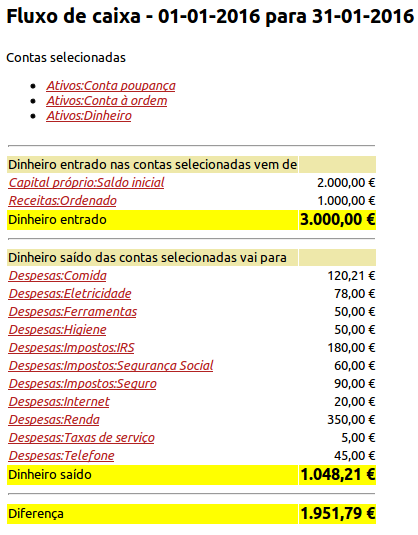 Fluxo de caixa - 01-01-2016 para 31-01-2016
Contas selecionadas
Ativos:Conta poupança
Ativos:Conta à ordem
Ativos:Dinheiro
Dinheiro entrado nas contas selecionadas vem de
Capital próprio:Saldo inicial 2.000,00 €
Receitas:Ordenado 1.000,00 €
Dinheiro entrado 3.000,00 €
Dinheiro saído das contas selecionadas vai para
Despesas:Comida 120,21 €
Despesas:Eletricidade 78,00 €
Despesas:Ferramentas 50,00 €
Despesas:Higiene 50,00 €
Despesas:Impostos:IRS 180,00 €
Despesas:Impostos:Segurança Social 60,00 €
Despesas:Impostos:Seguro 90,00 €
Despesas:Internet 20,00 €
Despesas:Renda 350,00 €
Despesas:Taxas de serviço 5,00 €
Despesas:Telefone 45,00 €
Dinheiro saído 1.048,21 €
Diferença 1.951,79 €